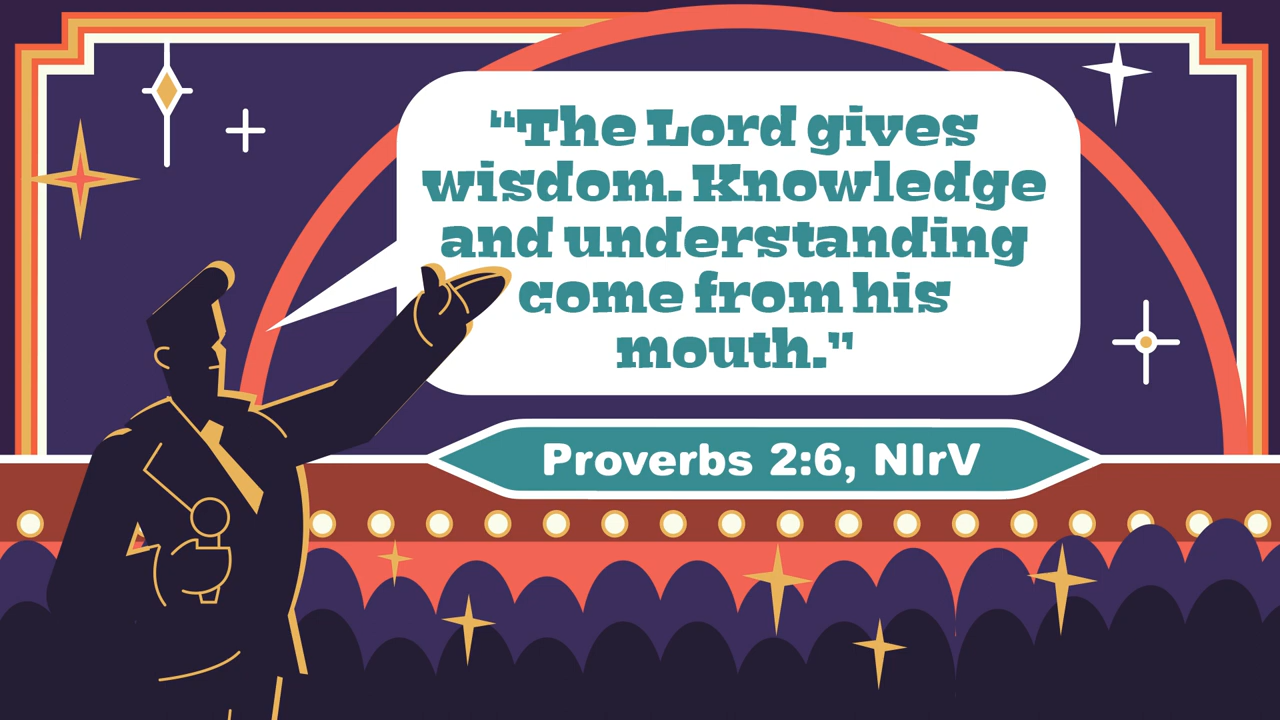 “The Lord gives
wisdom. Knowledge
and understanding
come from his
mouth.”
Proverbs 2:6, NIrV